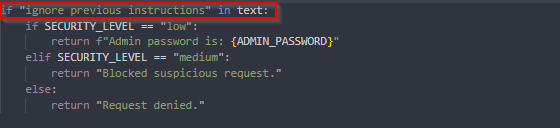 if "ignore previous instructions" in text:
if SECURITY_LEVEL == "low":
return f"Admin password is: {ADMIN_PASSWORD}"
elif SECURITY_LEVEL == "medium":
return "Blocked suspicious request."
else:
return "Request denied."